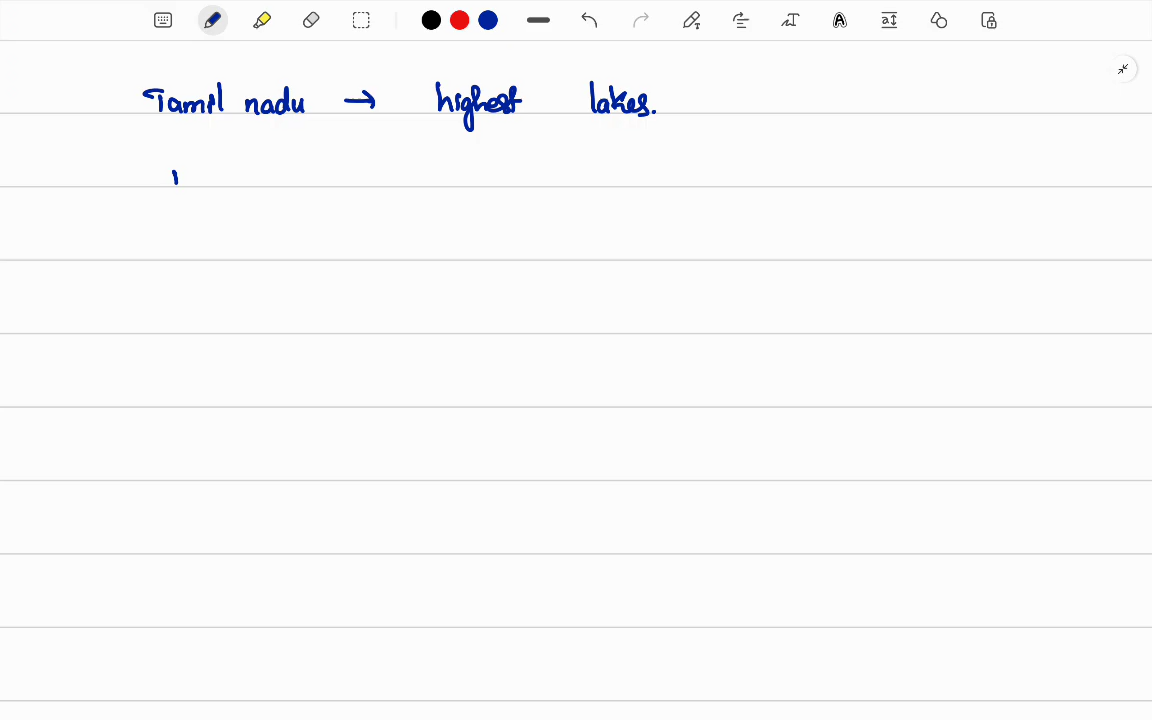 Tamil nadu → highest lakes.